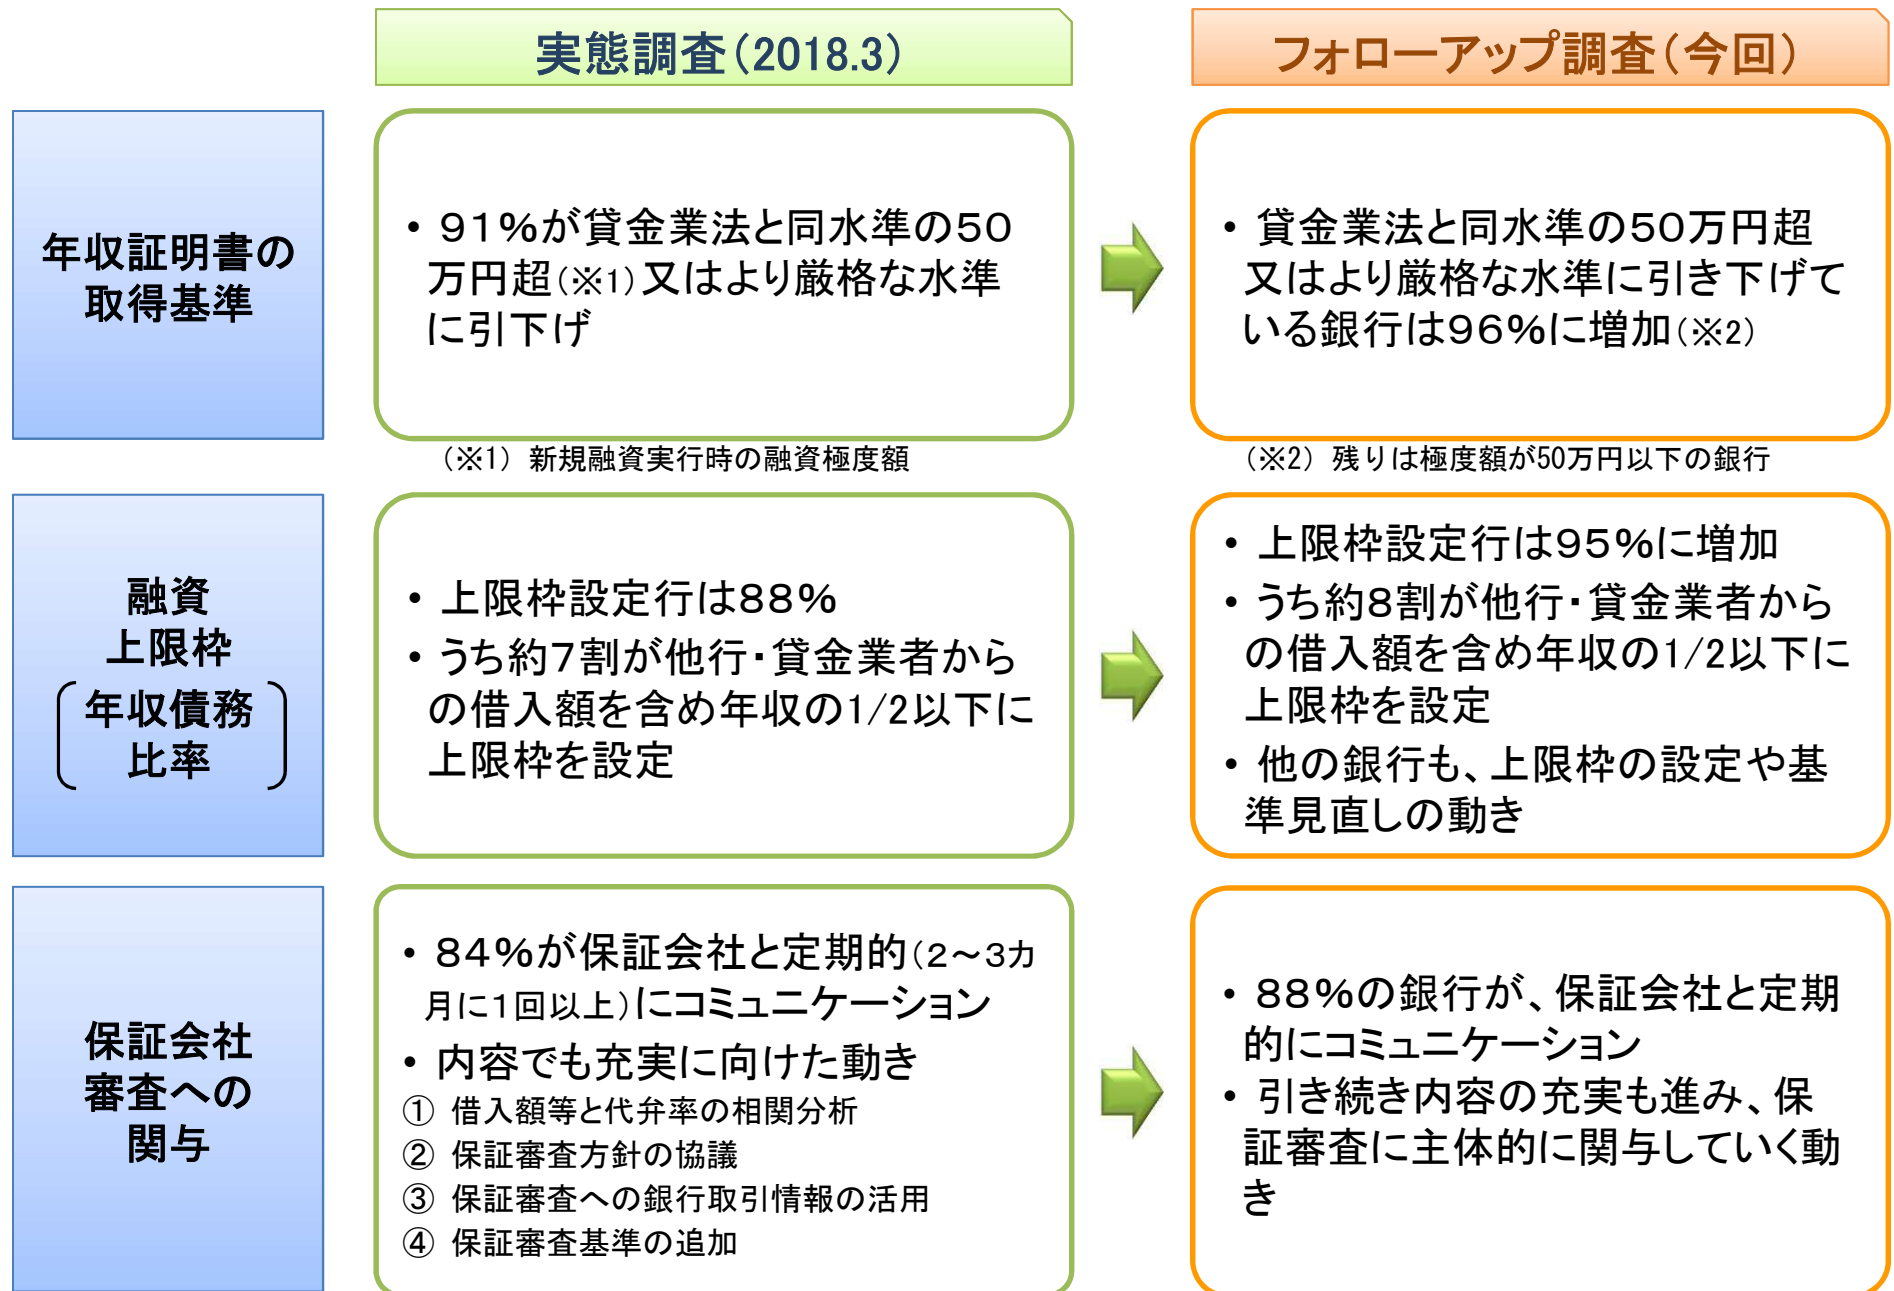 実態調査（2018.3）
フォローアップ調査（今回）
年収証明書の
取得基準
• 91%が貸金業法と同水準の50
万円超（※1）又はより厳格な水準
に引下げ
• 貸金業法と同水準の50万円超
又はより厳格な水準に引き下げて
いる銀行は96%に増加（※2）
（※1）新規融資実行時の融資極度額
（※2）残りは極度額が50万円以下の銀行
融資
上限枠
年収債務
比率
• 上限枠設定行は88%
• うち約7割が他行・貸金業者から
の借入額を含め年収の1/2以下に
上限枠を設定
• 上限枠設定行は95%に増加
• うち約8割が他行・貸金業者から
の借入額を含め年収の1/2以下に
上限枠を設定
• 他の銀行も、上限枠の設定や基
準見直しの動き
保証会社
審査への
関与
• 84%が保証会社と定期的（2～3カ
月に1回以上）にコミュニケーション
• 内容でも充実に向けた動き
① 借入額等と代弁率の相関分析
② 保証審査方針の協議
③ 保証審査への銀行取引情報の活用
④ 保証審査基準の追加
• 88%の銀行が、保証会社と定期
的にコミュニケーション
• 引き続き内容の充実も進み、保
証審査に主体的に関与していく動
き